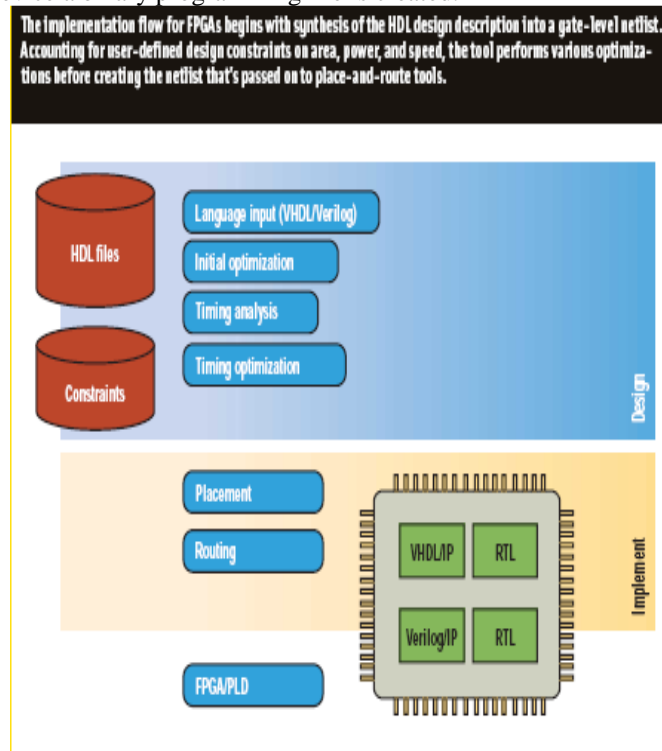 The implementation flow for FPGAs begins with synthesis of the HDL design description into a gate-level netlist.
Accounting for user-defined design constraints on area, power, and speed, the tool performs various optimiza-
tions before creating the netlist that's passed on to place-and-route tools.
HDL files
Constraints
Language input (VHDL/Verilog)
Initial optimization
Timing analysis
Timing optimization
Design
Placement
Routing
FPGA/PLD
VHDL/IP
RTL
Verilog/IP
RTL
Implement